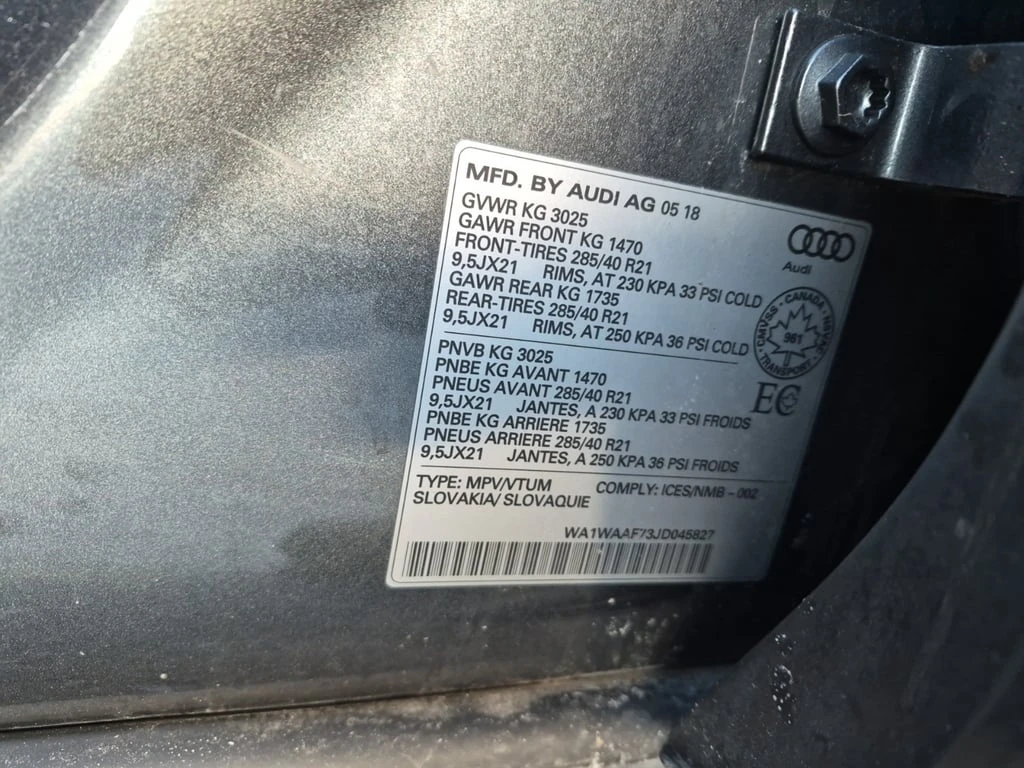 MFD. BY AUDI AG 05 18
GVWR KG 3025
GAWR FRONT KG 1470
FRONT-TIRES 285/40 R21
9,5JX21 RIMS, AT 230 KPA 33 PSI COLD
GAWR REAR KG 1735
REAR-TIRES 285/40 R21
9,5JX21 RIMS, AT 250 KPA 36 PSI COLD
Audi
CANADA
CMVSS - NSVAC
961
TRANSPORT
EC
PNVB KG 3025
PNBE KG AVANT 1470
PNEUS AVANT 285/40 R21
9,5JX21 JANTES, A 230 KPA 33 PSI FROIDS
PNBE KG ARRIERE 1735
PNEUS ARRIERE 285/40 R21
9,5JX21 JANTES, A 250 KPA 36 PSI FROIDS
TYPE: MPV/VTUM COMPLY: ICES/NMB - 002
SLOVAKIA/ SLOVAQUIE
WA1WAAF73JD045827